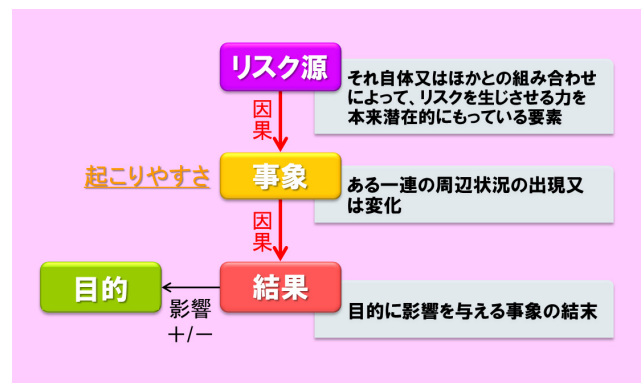 リスク源
それ自体又はほかとの組み合わせ
によって、リスクを生じさせる力を
本来潜在的にもっている要素
因果
起こりやすさ
事象
ある一連の周辺状況の出現又
は変化
因果
目的
影響
+/−
結果
目的に影響を与える事象の結末